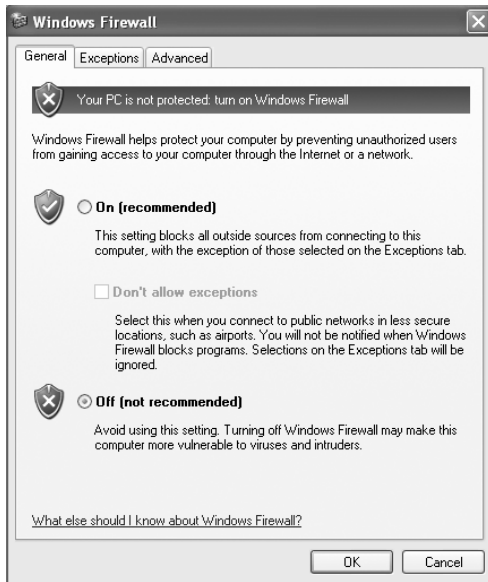 Windows Firewall
General Exceptions Advanced
Your PC is not protected: turn on Windows Firewall
Windows Firewall helps protect your computer by preventing unauthorized users
from gaining access to your computer through the Internet or a network.
On (recommended)
This setting blocks all outside sources from connecting to this
computer, with the exception of those selected on the Exceptions tab.
Don't allow exceptions
Select this when you connect to public networks in less secure
locations, such as airports. You will not be notified when Windows
Firewall blocks programs. Selections on the Exceptions tab will be
ignored.
Off (not recommended)
Avoid using this setting. Turning off Windows Firewall may make this
computer more vulnerable to viruses and intruders.
What else should I know about Windows Firewall?
OK Cancel